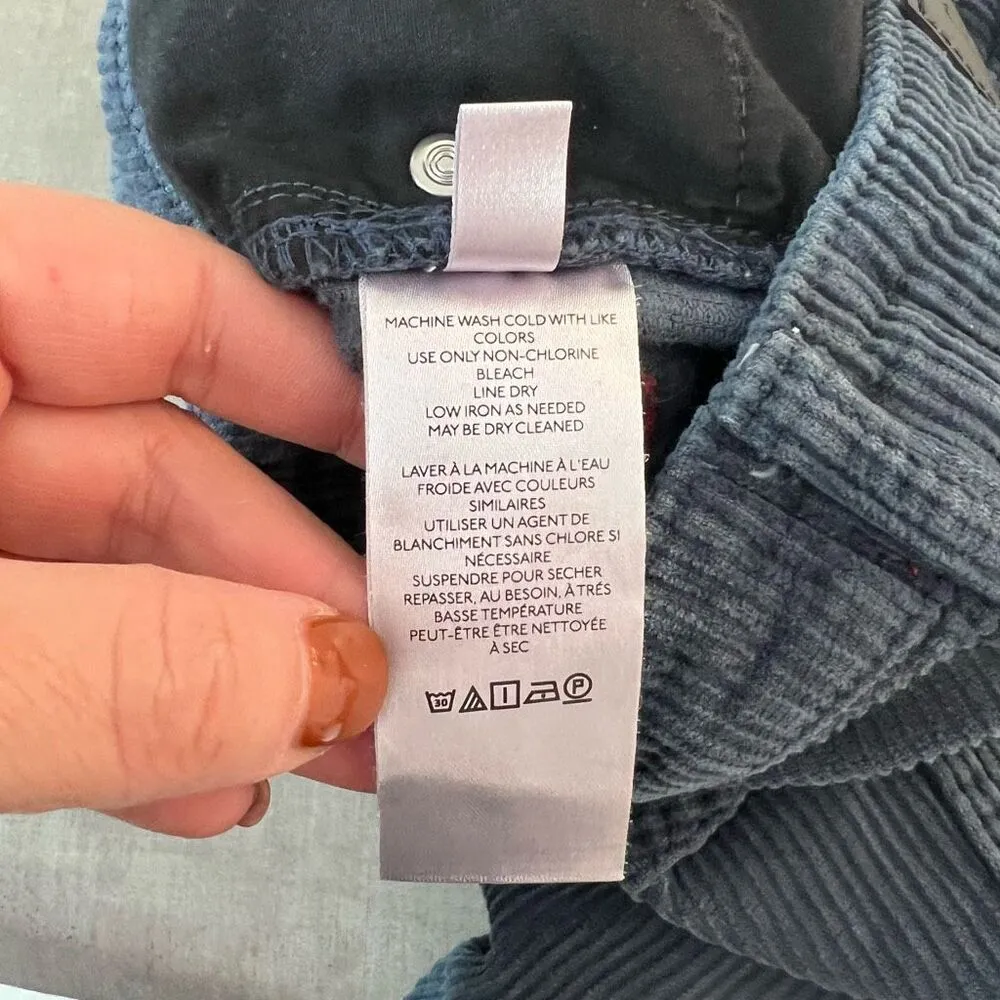 MACHINE WASH COLD WITH LIKE
COLORS
USE ONLY NON-CHLORINE
BLEACH
LINE DRY
LOW IRON AS NEEDED
MAY BE DRY CLEANED
LAVER À LA MACHINE À L'EAU
FROIDE AVEC COULEURS
SIMILAIRES
UTILISER UN AGENT DE
BLANCHIMENT SANS CHLORE SI
NÉCESSAIRE
SUSPENDRE POUR SECHER
REPASSER, AU BESOIN, À TRÉS
BASSE TEMPÉRATURE
PEUT-ÊTRE ÊTRE NETTOYÉE
À SEC
30 P